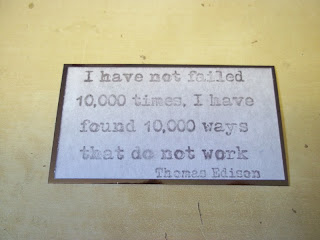 I have not failed
10,000 times. I have
found 10,000 ways
that do not work
Thomas Edison